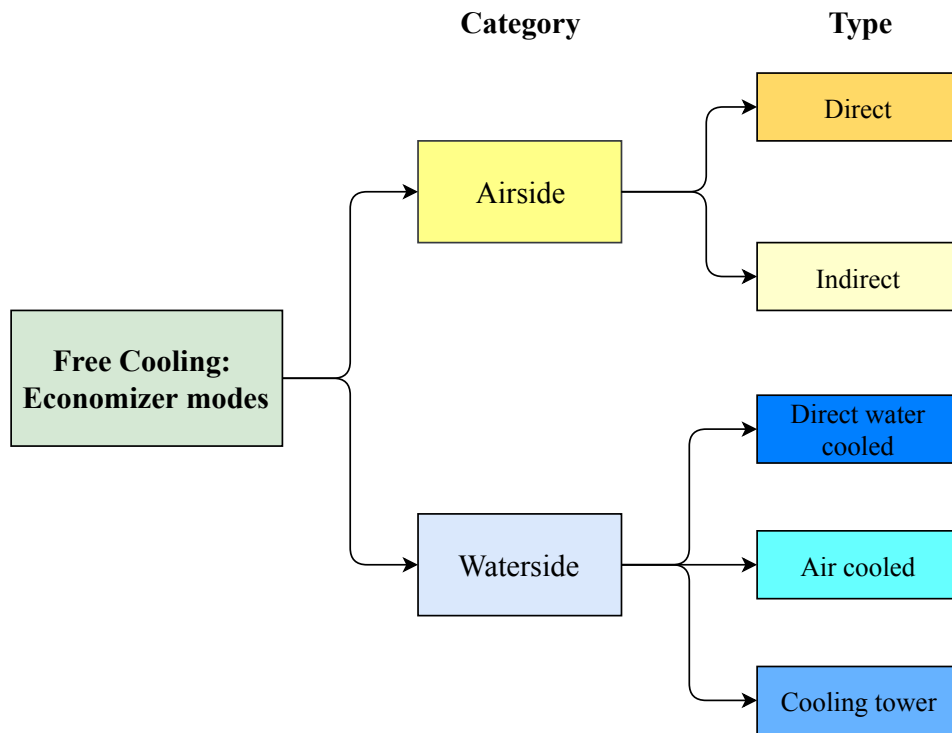 Category
Type
Direct
Airside
Indirect
Free Cooling:
Economizer modes
Direct water
cooled
Waterside
Air cooled
Cooling tower